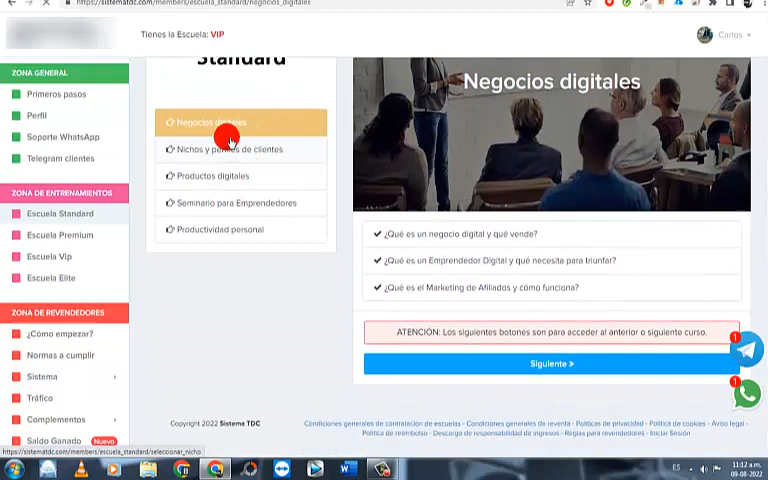 https://sistematdc.com/members/escuela_standard/negocios_digitales
Tienes la Escuela: VIP
Carlos
ZONA GENERAL
Primeros pasos
Perfil
Soporte WhatsApp
Telegram clientes
ZONA DE ENTRENAMIENTOS
Escuela Standard
Escuela Premium
Escuela Vip
Escuela Elite
ZONA DE REVENDEDORES
¿Cómo empezar?
Normas a cumplir
Sistema
Tráfico
Complementos
Saldo Ganado Nuevo
Standard
Negocios digitales
Nichos y perfiles de clientes
Productos digitales
Seminario para Emprendedores
Productividad personal
Negocios digitales
¿Qué es un negocio digital y qué vende?
¿Qué es un Emprendedor Digital y qué necesita para triunfar?
¿Qué es el Marketing de Afiliados y cómo funciona?
ATENCIÓN: Los siguientes botones son para acceder al anterior o siguiente curso.
Siguiente »
1
1
Copyright 2022 Sistema TDC
Condiciones generales de contratación de escuelas - Condiciones generales de reventa - Políticas de privacidad - Política de cookies - Aviso legal -
Política de reembolso - Descargo de responsabilidad de ingresos - Reglas para revendedores - Iniciar Sesión
https://sistematdc.com/members/escuela_standard/seleccionar_nicho
ES
11:12 a.m.
09-08-2022